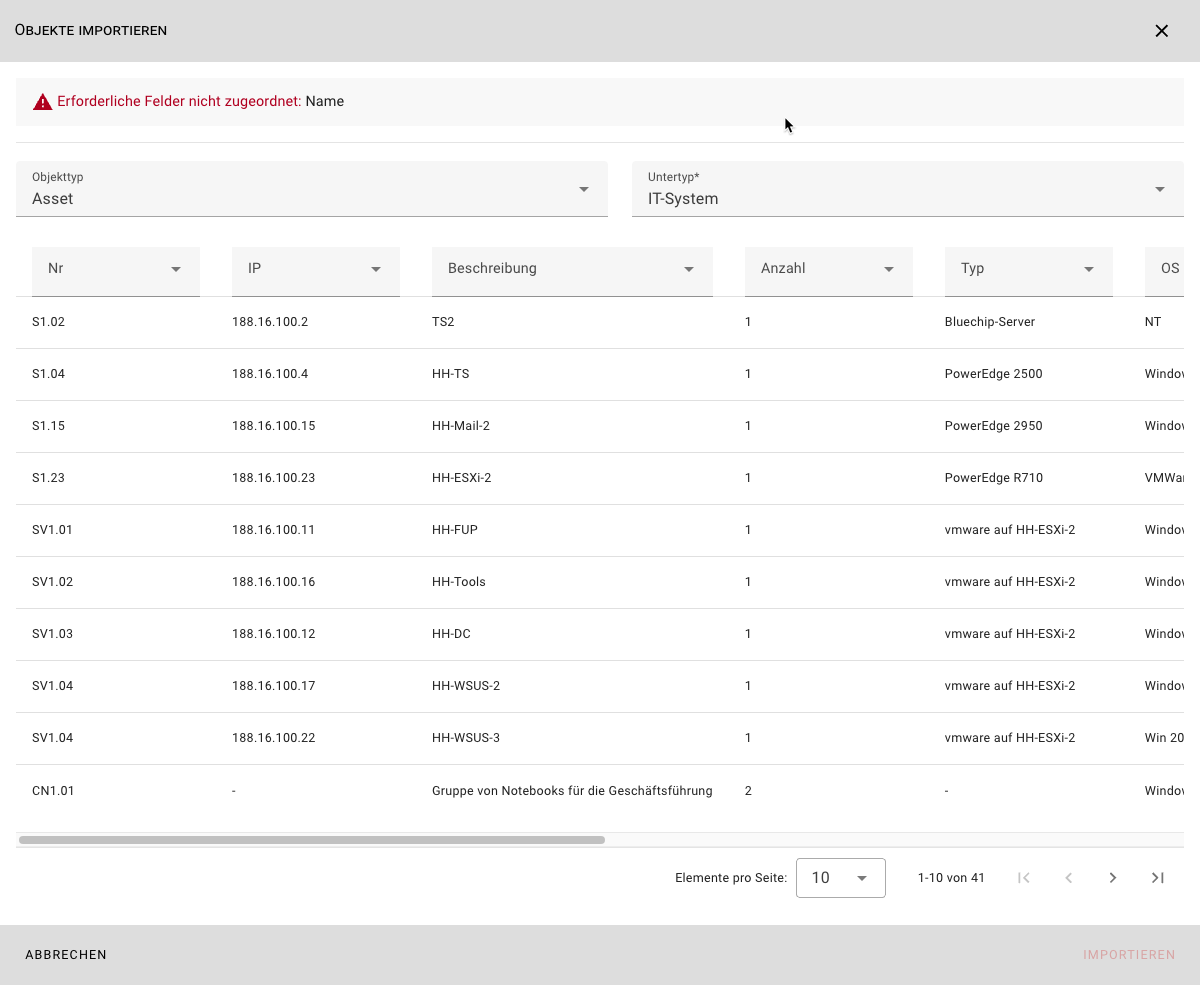 OBJEKTE IMPORTIEREN
Erforderliche Felder nicht zugeordnet: Name
Objekttyp Untertyp*
Asset IT-System
Nr IP Beschreibung Anzahl Typ OS
S1.02 188.16.100.2 TS2 1 Bluechip-Server NT
S1.04 188.16.100.4 HH-TS 1 PowerEdge 2500
S1.15 188.16.100.15 HH-Mail-2 1 PowerEdge 2950
S1.23 188.16.100.23 HH-ESXi-2 1 PowerEdge R710
SV1.01 188.16.100.11 HH-FUP 1 vmware auf HH-ESXi-2
SV1.02 188.16.100.16 HH-Tools 1 vmware auf HH-ESXi-2
SV1.03 188.16.100.12 HH-DC 1 vmware auf HH-ESXi-2
SV1.04 188.16.100.17 HH-WSUS-2 1 vmware auf HH-ESXi-2
SV1.04 188.16.100.22 HH-WSUS-3 1 vmware auf HH-ESXi-2 Win 20
CN1.01 - Gruppe von Notebooks für die Geschäftsführung 2 -
Elemente pro Seite: 10 1-10 von 41
ABBRECHEN IMPORTIEREN